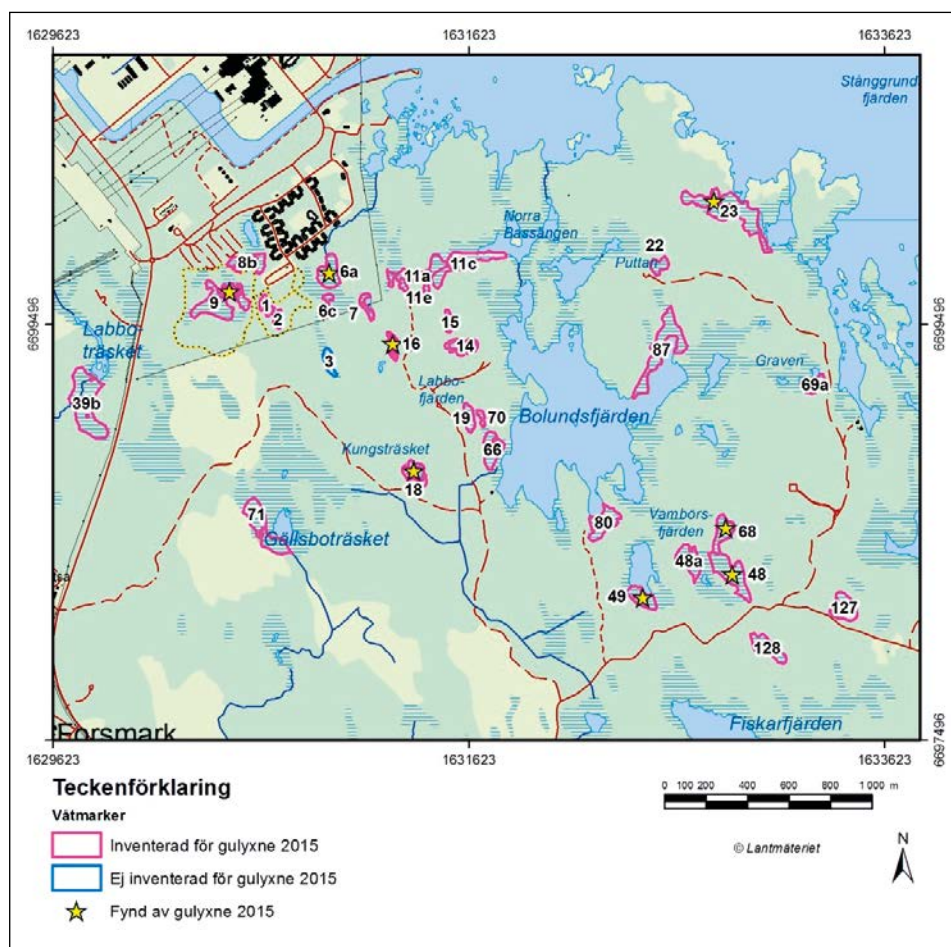 1629623
1631623
1633623
Stånggrund
fjärden
Norra
Bassängen
23
22
Puttan
8b
6a
11a
11c
11e
9
1
2
6c
7
15
6699496
6699496
Labbo-
träsket
16
14
87
3
Graven
69a
39b
Labbo-
fjärden
19
70
Bolundsfjärden
66
Kungsträsket
18
71
Gällsboträsket
80
Vambörs-
fjärden
68
48a
48
49
127
128
Forsmark
Fiskarfjärden
6697496
6697496
1629623
1631623
1633623
Teckenförklaring
Våtmarker
Inventerad för gulyxne 2015
Ej inventerad för gulyxne 2015
Fynd av gulyxne 2015
0 100 200 400 600 800 1 000 m
© Lantmäteriet
N